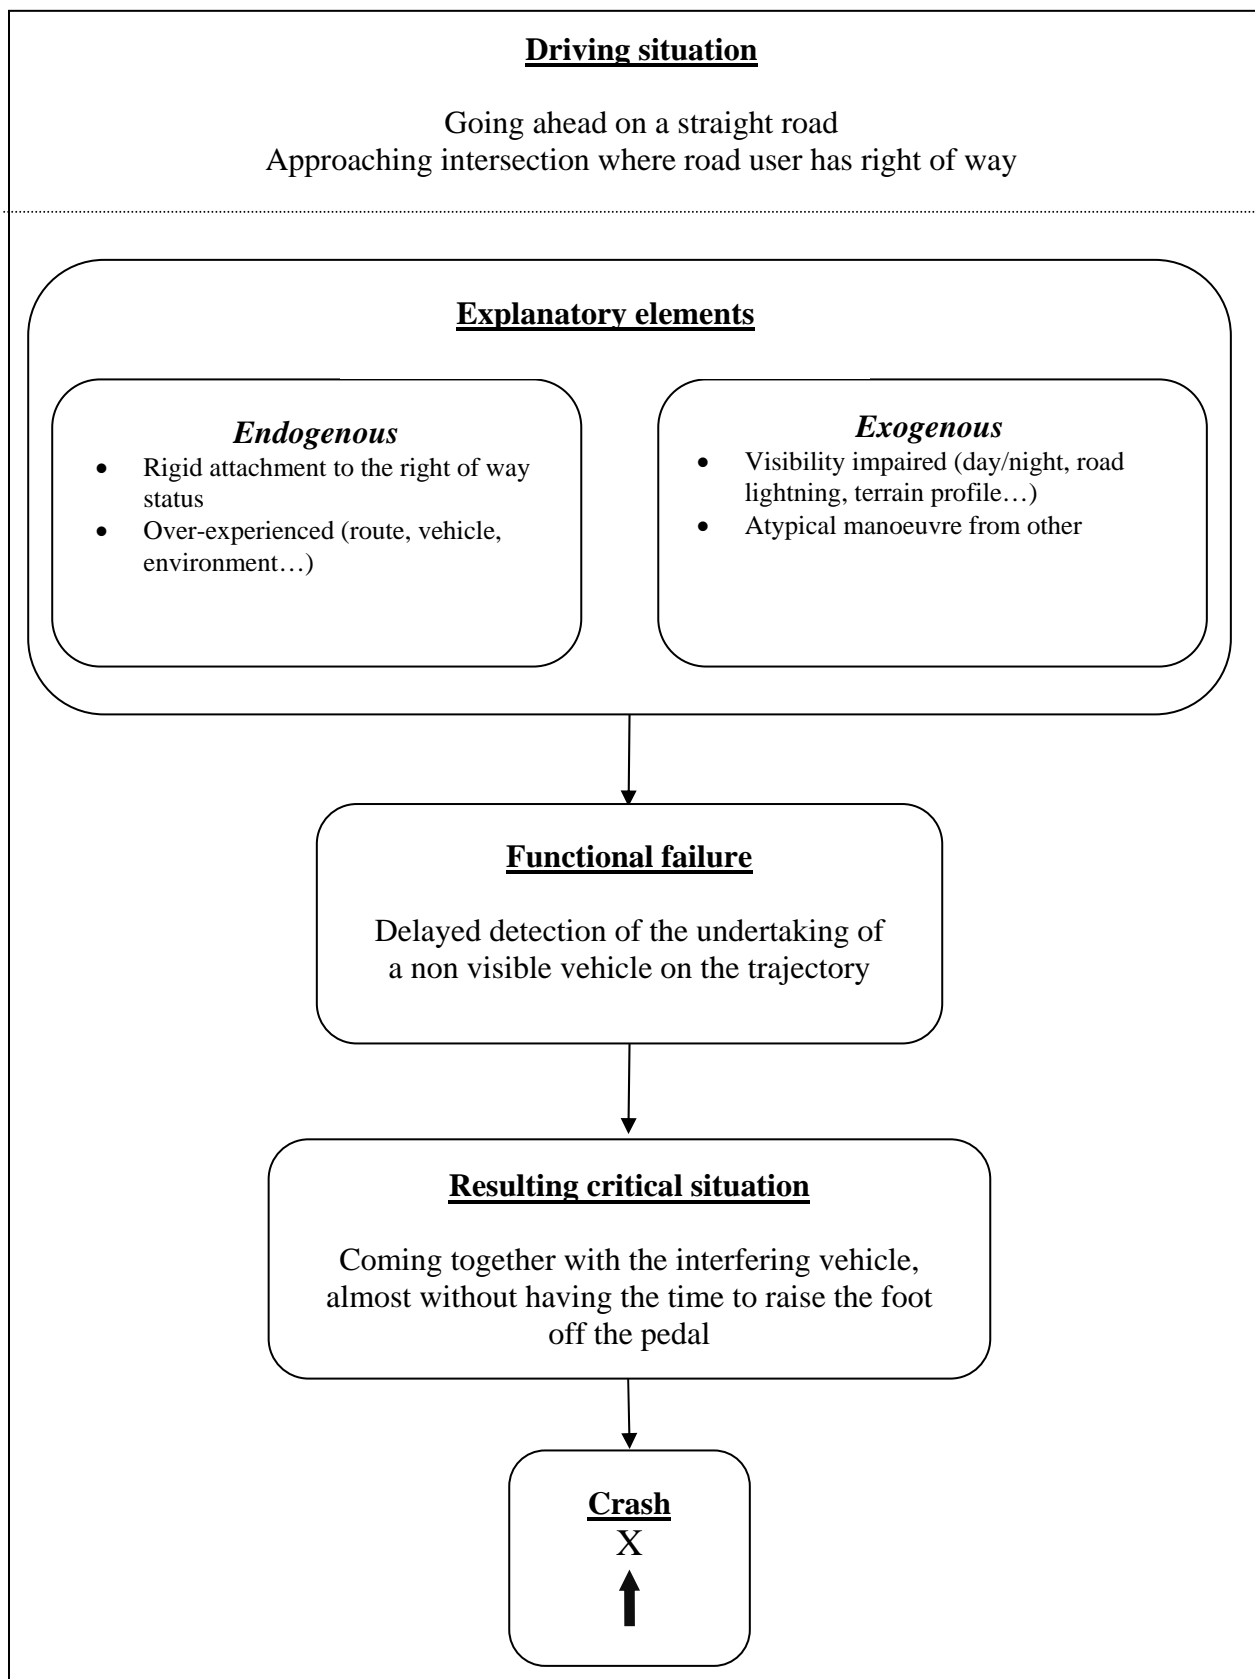 Driving situation
Going ahead on a straight road
Approaching intersection where road user has right of way
Explanatory elements
Endogenous
• Rigid attachment to the right of way
status
• Over-experienced (route, vehicle,
environment…)
Exogenous
• Visibility impaired (day/night, road
lightning, terrain profile…)
• Atypical manoeuvre from other
Functional failure
Delayed detection of the undertaking of
a non visible vehicle on the trajectory
Resulting critical situation
Coming together with the interfering vehicle,
almost without having the time to raise the foot
off the pedal
Crash
X